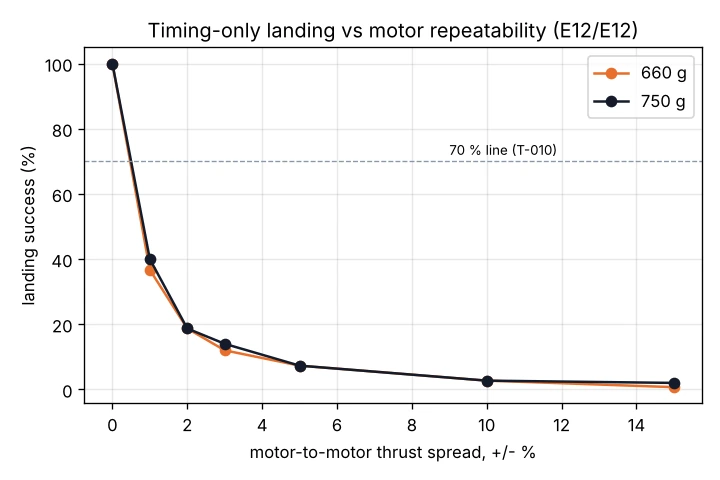 Timing-only landing vs motor repeatability (E12/E12)
660 g
750 g
70 % line (T-010)
landing success (%)
100
80
60
40
20
0
0 2 4 6 8 10 12 14
motor-to-motor thrust spread, +/- %